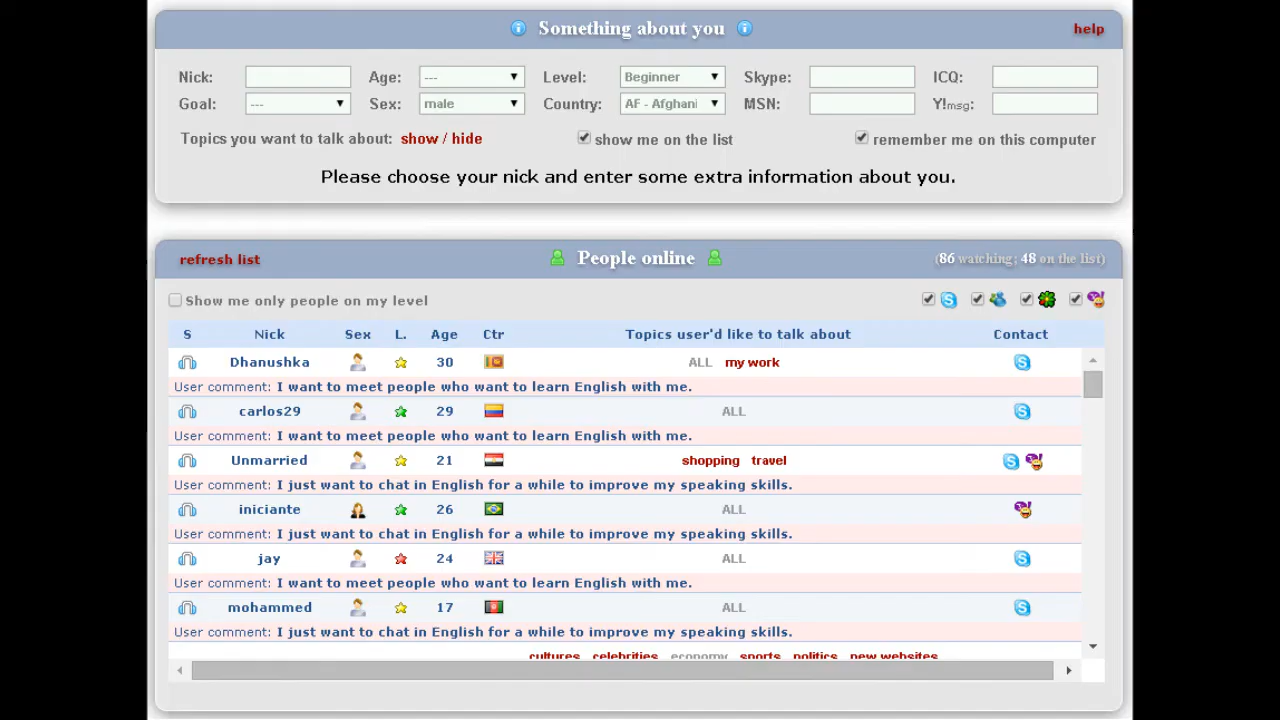 Something about you help
Nick: Age: --- Level: Beginner Skype: ICQ:
Goal: --- Sex: male Country: AF - Afghani MSN: Y!msg:
Topics you want to talk about: show / hide show me on the list remember me on this computer
Please choose your nick and enter some extra information about you.
refresh list People online (86 watching; 48 on the list)
Show me only people on my level
S Nick Sex L. Age Ctr Topics user'd like to talk about Contact
Dhanushka 30 ALL my work
User comment: I want to meet people who want to learn English with me.
carlos29 29 ALL
User comment: I want to meet people who want to learn English with me.
Unmarried 21 shopping travel
User comment: I just want to chat in English for a while to improve my speaking skills.
iniciante 26 ALL
User comment: I just want to chat in English for a while to improve my speaking skills.
jay 24 ALL
User comment: I want to meet people who want to learn English with me.
mohammed 17 ALL
User comment: I just want to chat in English for a while to improve my speaking skills.
cultures celebrities economy sports politics new websites